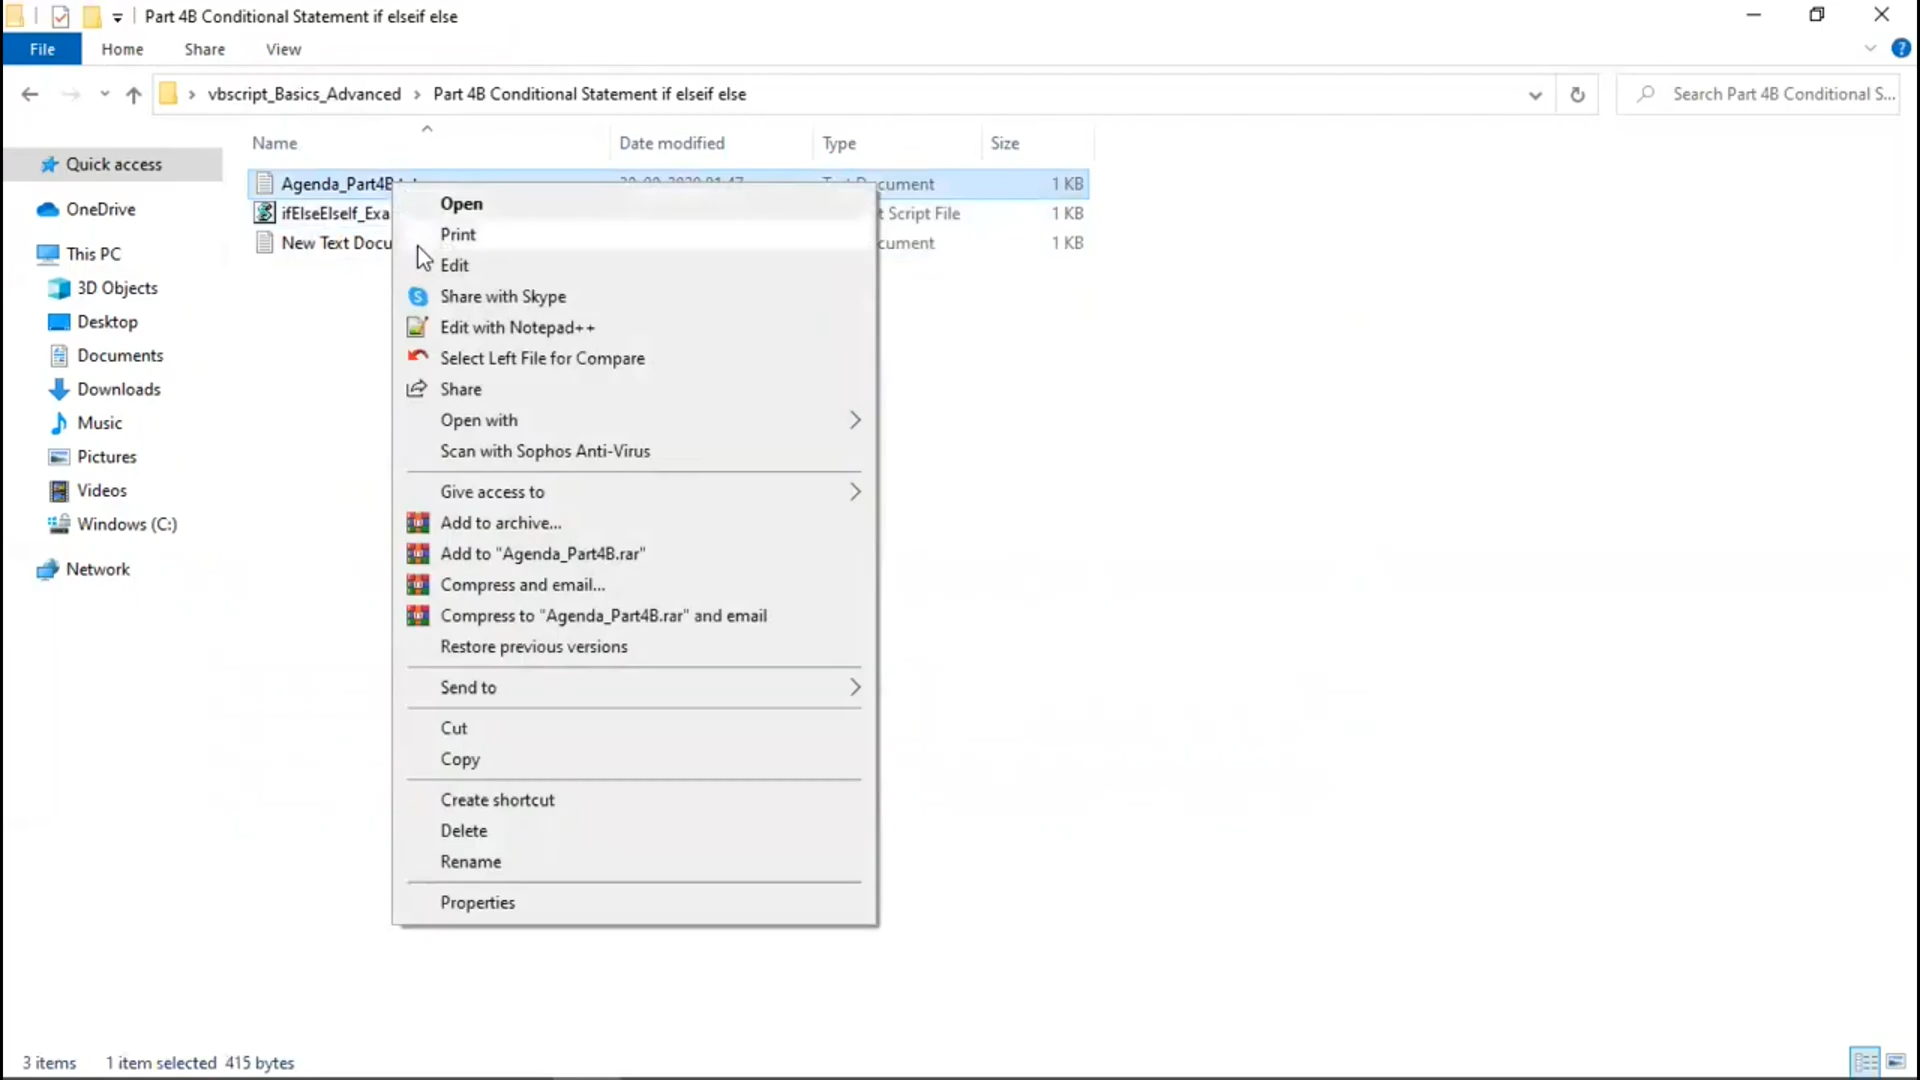 Part 4B Conditional Statement if elseif else
File Home Share View
vbscript_Basics_Advanced > Part 4B Conditional Statement if elseif else
Search Part 4B Conditional S...
Name Date modified Type Size
Quick access
OneDrive
This PC
3D Objects
Desktop
Documents
Downloads
Music
Pictures
Videos
Windows (C:)
Network
Agenda_Part4B 1 KB
ifElseElseIf_Exa t Script File 1 KB
New Text Docu cument 1 KB
Open
Print
Edit
Share with Skype
Edit with Notepad++
Select Left File for Compare
Share
Open with
Scan with Sophos Anti-Virus
Give access to
Add to archive...
Add to "Agenda_Part4B.rar"
Compress and email...
Compress to "Agenda_Part4B.rar" and email
Restore previous versions
Send to
Cut
Copy
Create shortcut
Delete
Rename
Properties
3 items 1 item selected 415 bytes